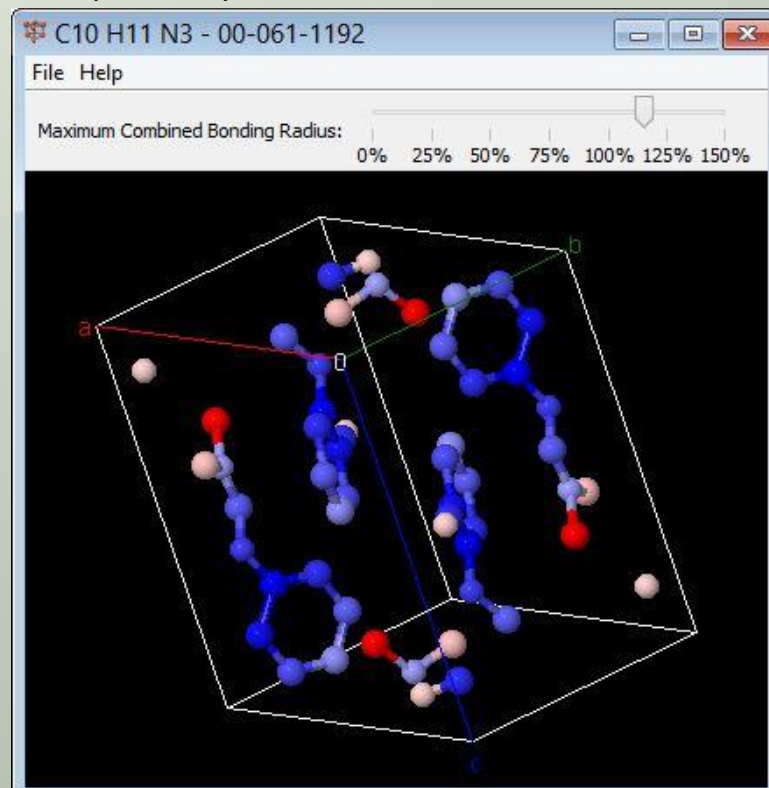 C10 H11 N3 - 00-061-1192
File Help
Maximum Combined Bonding Radius:
0% 25% 50% 75% 100% 125% 150%
b
a
0
c